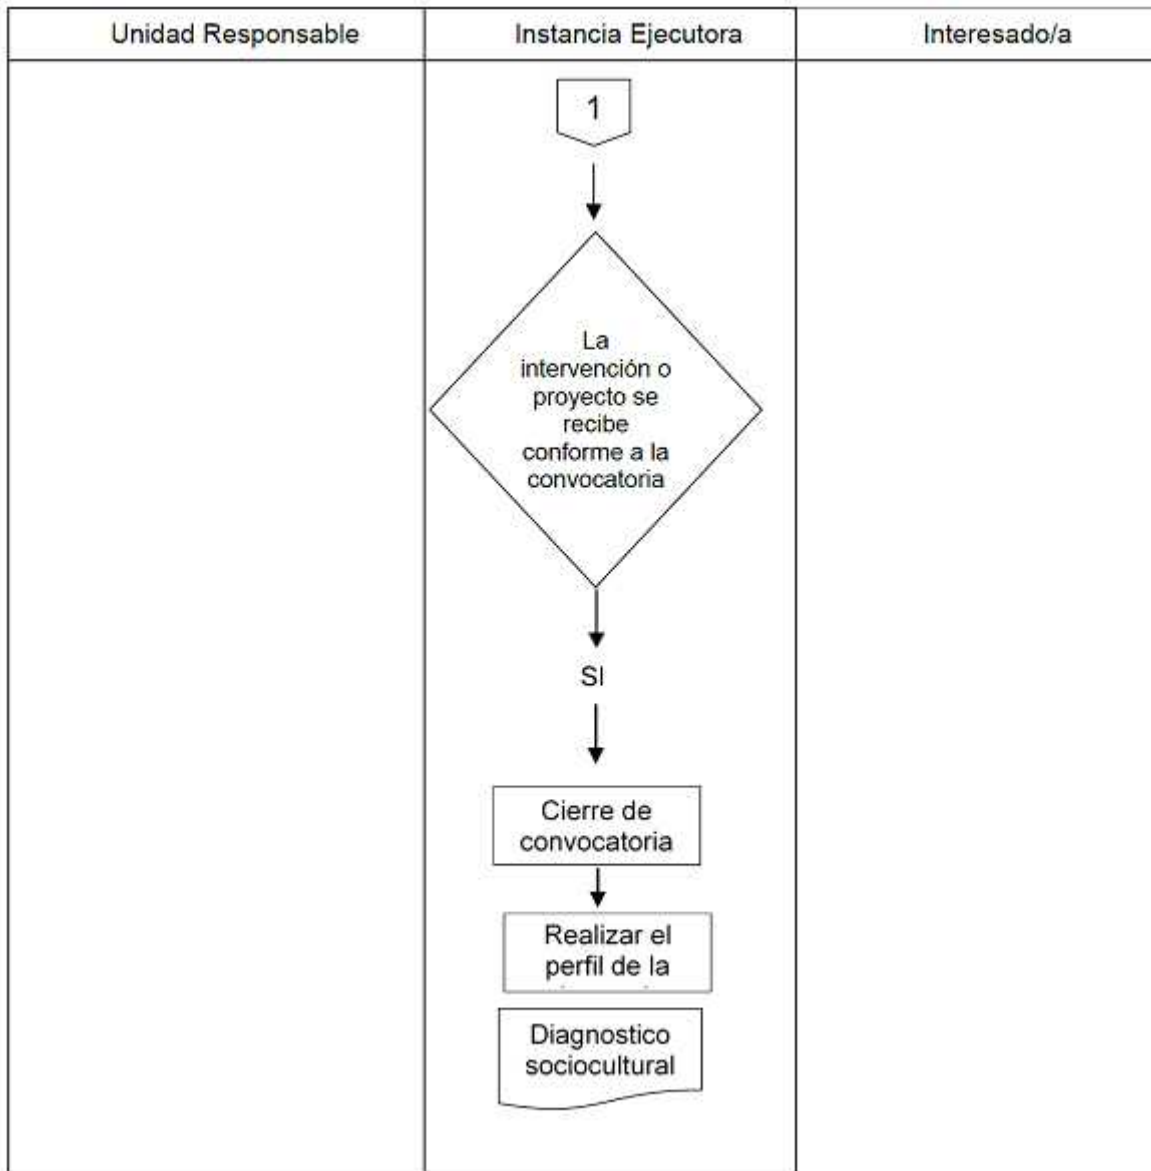 Unidad Responsable
Instancia Ejecutora
Interesado/a
1
La
intervención o
proyecto se
recibe
conforme a la
convocatoria
SI
Cierre de
convocatoria
Realizar el
perfil de la
Diagnostico
sociocultural